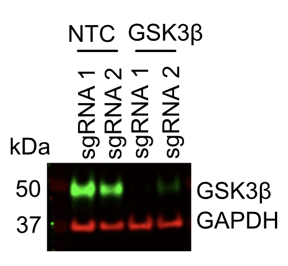 NTC GSK3β
sgRNA 1 sgRNA 2 sgRNA 1 sgRNA 2
kDa
50 GSK3β
37 GAPDH